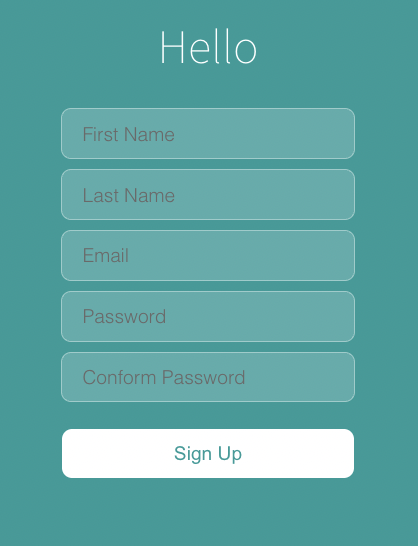 Hello
First Name
Last Name
Email
Password
Conform Password
Sign Up